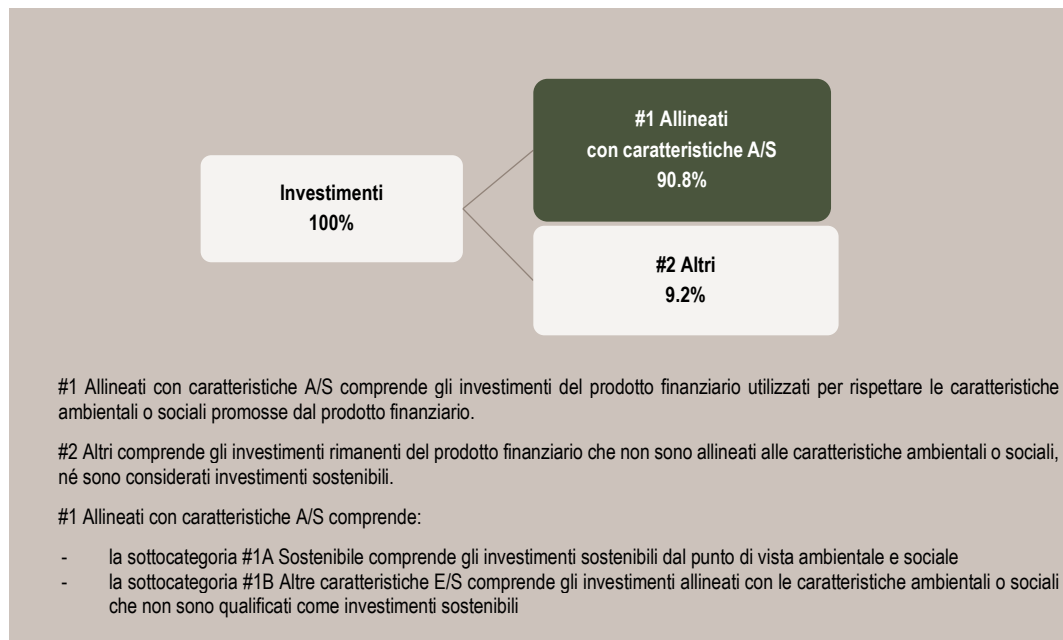 #1 Allineati
con caratteristiche A/S
90.8%
Investimenti
100%
#2 Altri
9.2%
#1 Allineati con caratteristiche A/S comprende gli investimenti del prodotto finanziario utilizzati per rispettare le caratteristiche
ambientali o sociali promosse dal prodotto finanziario.
#2 Altri comprende gli investimenti rimanenti del prodotto finanziario che non sono allineati alle caratteristiche ambientali o sociali,
né sono considerati investimenti sostenibili.
#1 Allineati con caratteristiche A/S comprende:
- la sottocategoria #1A Sostenibile comprende gli investimenti sostenibili dal punto di vista ambientale e sociale
- la sottocategoria #1B Altre caratteristiche E/S comprende gli investimenti allineati con le caratteristiche ambientali o sociali
che non sono qualificati come investimenti sostenibili